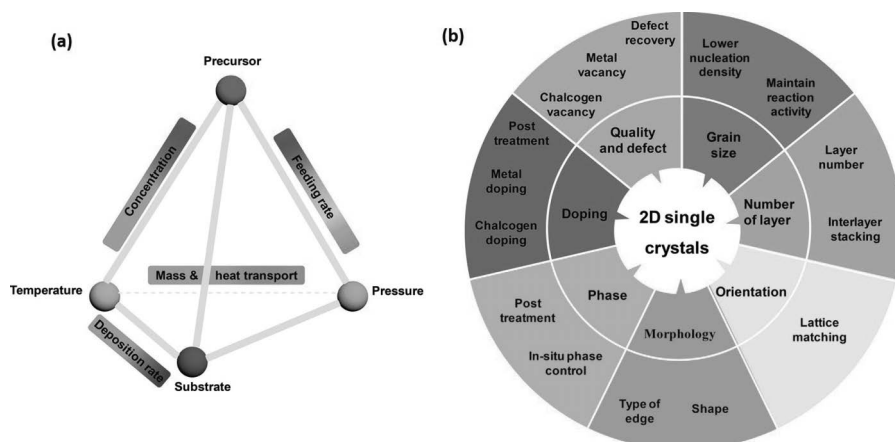 (a)
Precursor
Concentration
Feeding rate
Mass & heat transport
Temperature
Pressure
Deposition rate
Substrate
(b)
Defect recovery
Metal
vacancy
Chalcogen
vacancy
Quality
and defect
Lower
nucleation
density
Maintain
reaction
activity
Grain
size
Layer
number
Interlayer
stacking
Number
of layer
Orientation
Lattice
matching
Morphology
Type of
edge
Shape
Phase
Post
treatment
In-situ phase
control
Doping
Post
treatment
Metal
doping
Chalcogen
doping
2D single
crystals